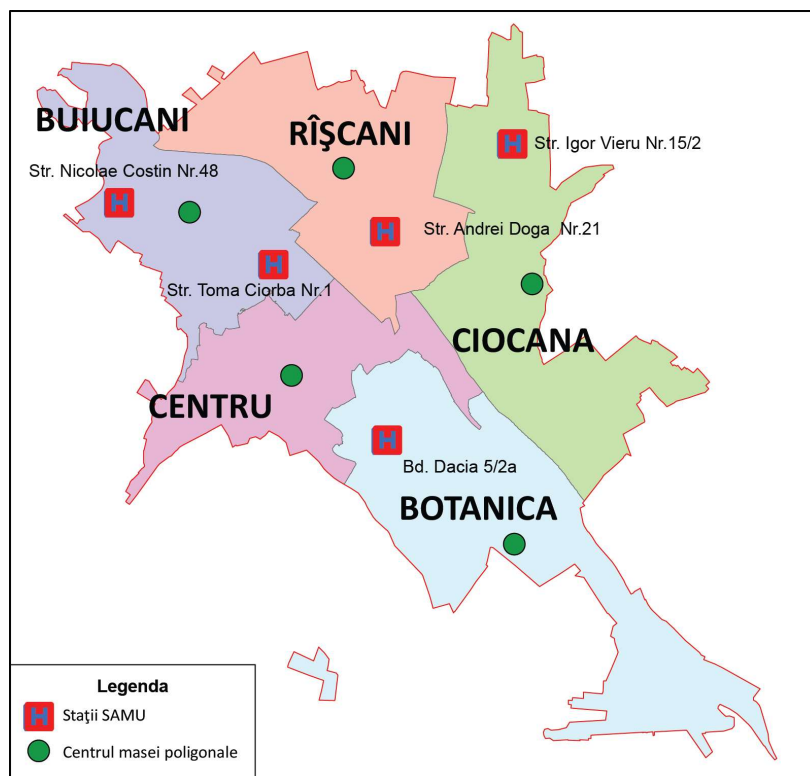 BUIUCANI
RÎŞCANI
Str. Igor Vieru Nr.15/2
Str. Nicolae Costin Nr.48
H
H
Str. Andrei Doga Nr.21
H
H
Str. Toma Ciorba Nr.1
CIOCANA
CENTRU
H
Bd. Dacia 5/2a
BOTANICA
Legenda
H Staţii SAMU
Centrul masei poligonale